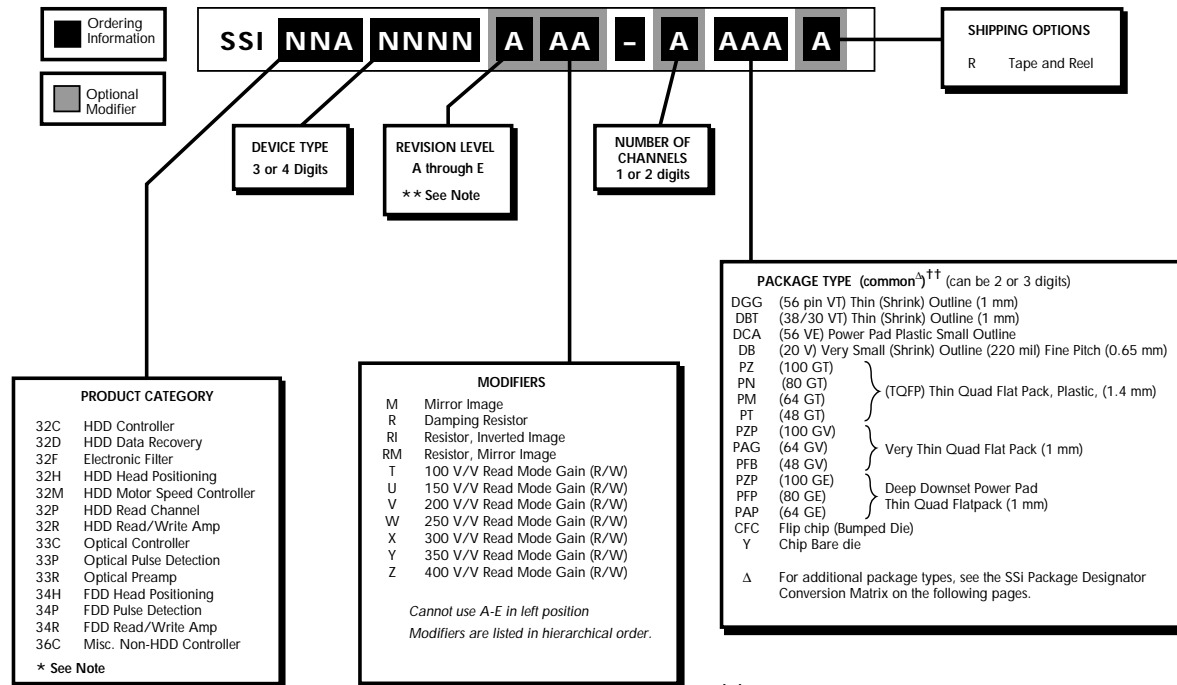 Ordering
Information
Optional
Modifier
SSI NNA NNNN A AA – A AAA A
SHIPPING OPTIONS
R Tape and Reel
DEVICE TYPE
3 or 4 Digits
REVISION LEVEL
A through E
** See Note
NUMBER OF
CHANNELS
1 or 2 digits
PRODUCT CATEGORY
32C HDD Controller
32D HDD Data Recovery
32F Electronic Filter
32H HDD Head Positioning
32M HDD Motor Speed Controller
32P HDD Read Channel
32R HDD Read/Write Amp
33C Optical Controller
33P Optical Pulse Detection
33R Optical Preamp
34H FDD Head Positioning
34P FDD Pulse Detection
34R FDD Read/Write Amp
36C Misc. Non-HDD Controller
* See Note
MODIFIERS
M Mirror Image
R Damping Resistor
RI Resistor, Inverted Image
RM Resistor, Mirror Image
T 100 V/V Read Mode Gain (R/W)
U 150 V/V Read Mode Gain (R/W)
V 200 V/V Read Mode Gain (R/W)
W 250 V/V Read Mode Gain (R/W)
X 300 V/V Read Mode Gain (R/W)
Y 350 V/V Read Mode Gain (R/W)
Z 400 V/V Read Mode Gain (R/W)
Cannot use A-E in left position
Modifiers are listed in hierarchical order.
PACKAGE TYPE (common Δ) †† (can be 2 or 3 digits)
DGG (56 pin VT) Thin (Shrink) Outline (1 mm)
DBT (38/30 VT) Thin (Shrink) Outline (1 mm)
DCA (56 VE) Power Pad Plastic Small Outline
DB (20 V) Very Small (Shrink) Outline (220 mil) Fine Pitch (0.65 mm)
PZ (100 GT)
PN (80 GT)
PM (64 GT)
PT (48 GT)
(TQFP) Thin Quad Flat Pack, Plastic, (1.4 mm)
PZP (100 GV)
PAG (64 GV)
PFB (48 GV)
Very Thin Quad Flat Pack (1 mm)
PZP (100 GE)
PFP (80 GE)
PAP (64 GE)
Deep Downset Power Pad
Thin Quad Flatpack (1 mm)
CFC Flip chip (Bumped Die)
Y Chip Bare die
Δ For additional package types, see the SSi Package Designator
Conversion Matrix on the following pages.